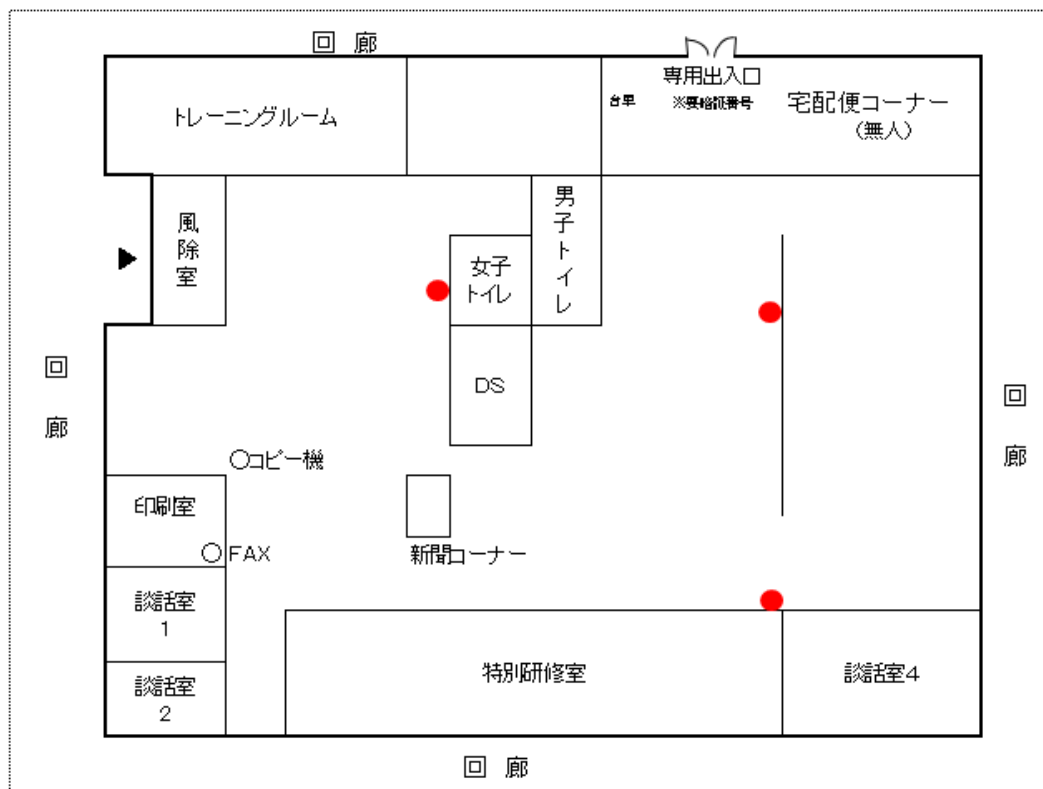 回 廊
専用出入口
台車
※要暗証番号
宅配便コーナー
(無人)
トレーニングルーム
風除室
男子トイレ
女子
トイレ
DS
回
廊
回
廊
○コピー機
印刷室
○FAX
新聞コーナー
談話室
1
特別研修室
談話室4
談話室
2
回 廊